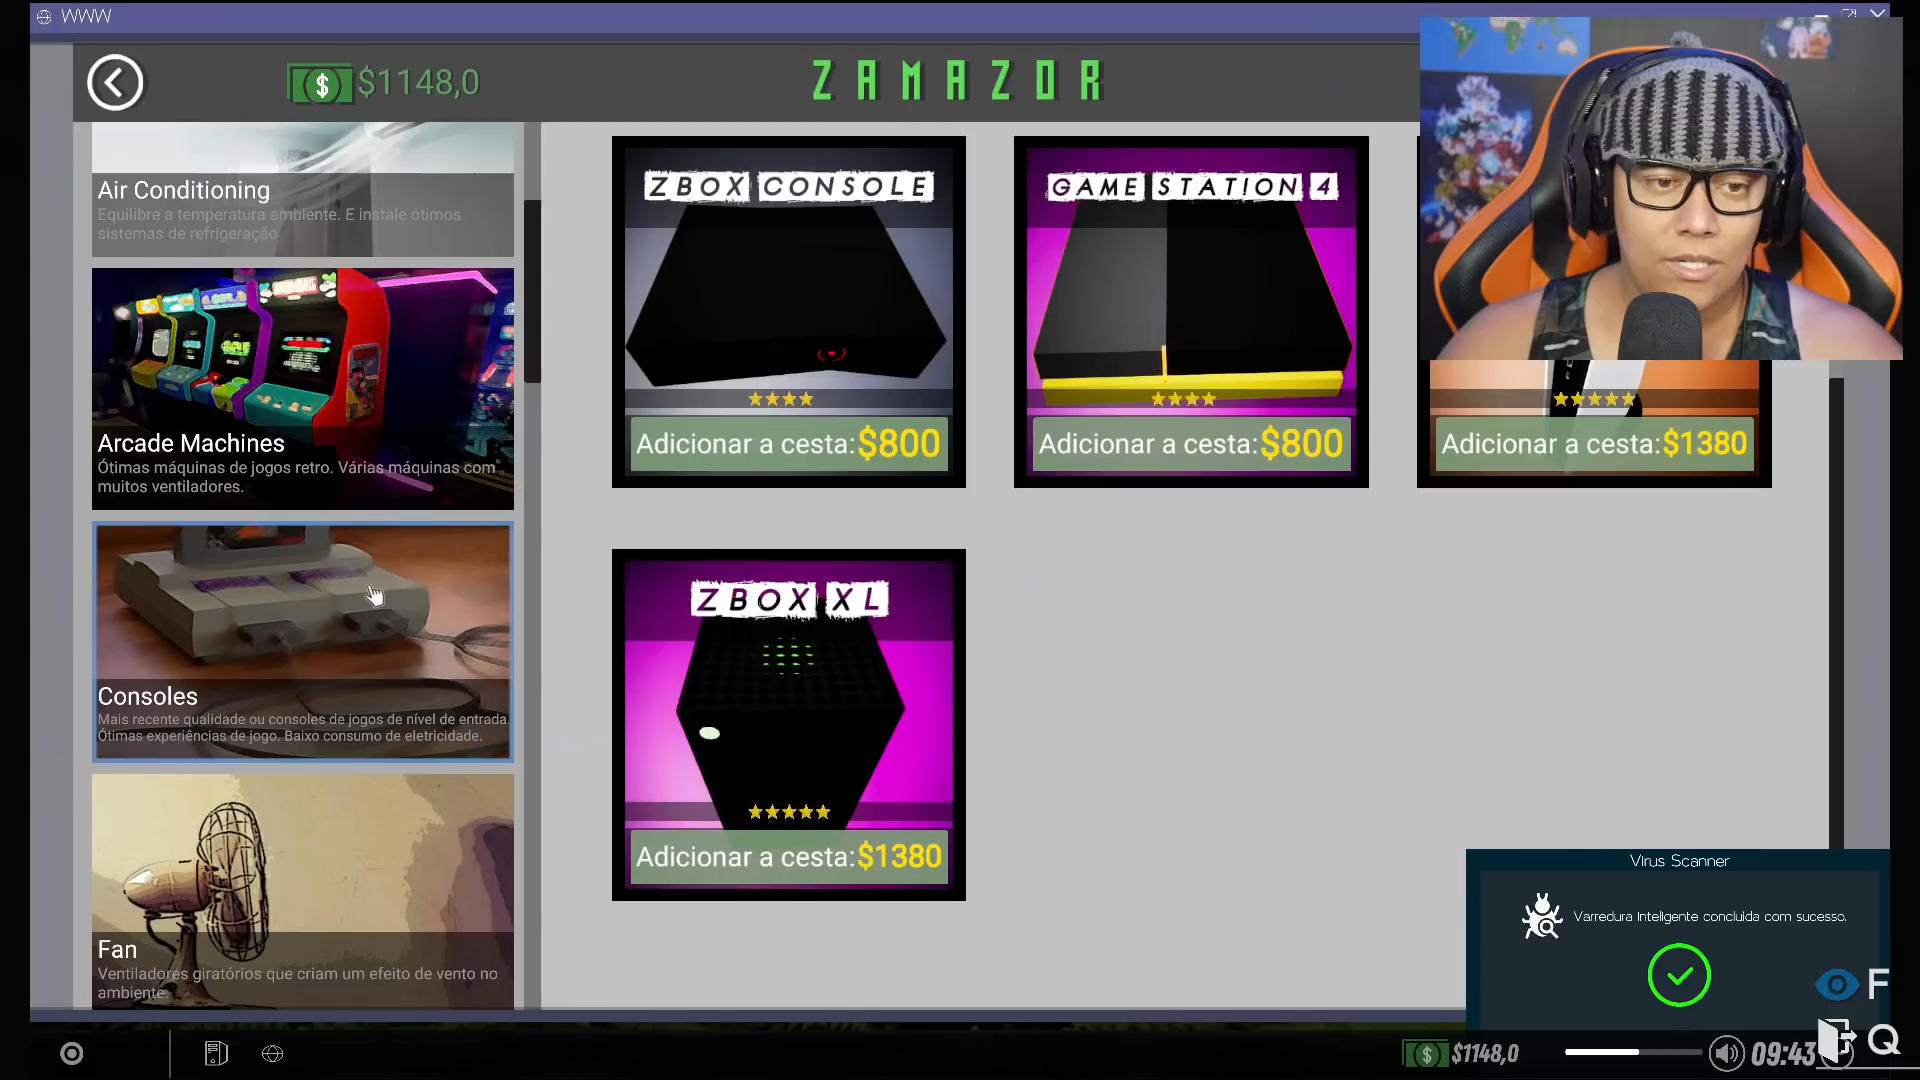 WWW
$1148,0
ZAMAZOR
Air Conditioning
Equilibre a temperatura ambiente. E instale ótimos
sistemas de refrigeração
Arcade Machines
Ótimas máquinas de jogos retro. Várias máquinas com
muitos ventiladores.
Consoles
Mais recente qualidade ou consoles de jogos de nível de entrada.
Ótimas experiências de jogo. Baixo consumo de eletricidade.
Fan
Ventiladores giratórios que criam um efeito de vento no
ambiente.
ZBOX CONSOLE
Adicionar a cesta:$800
GAME STATION 4
Adicionar a cesta:$800
Adicionar a cesta:$1380
ZBOX XL
Adicionar a cesta:$1380
Virus Scanner
Varredura inteligente concluída com sucesso.
F
Q
$1148,0
09:43